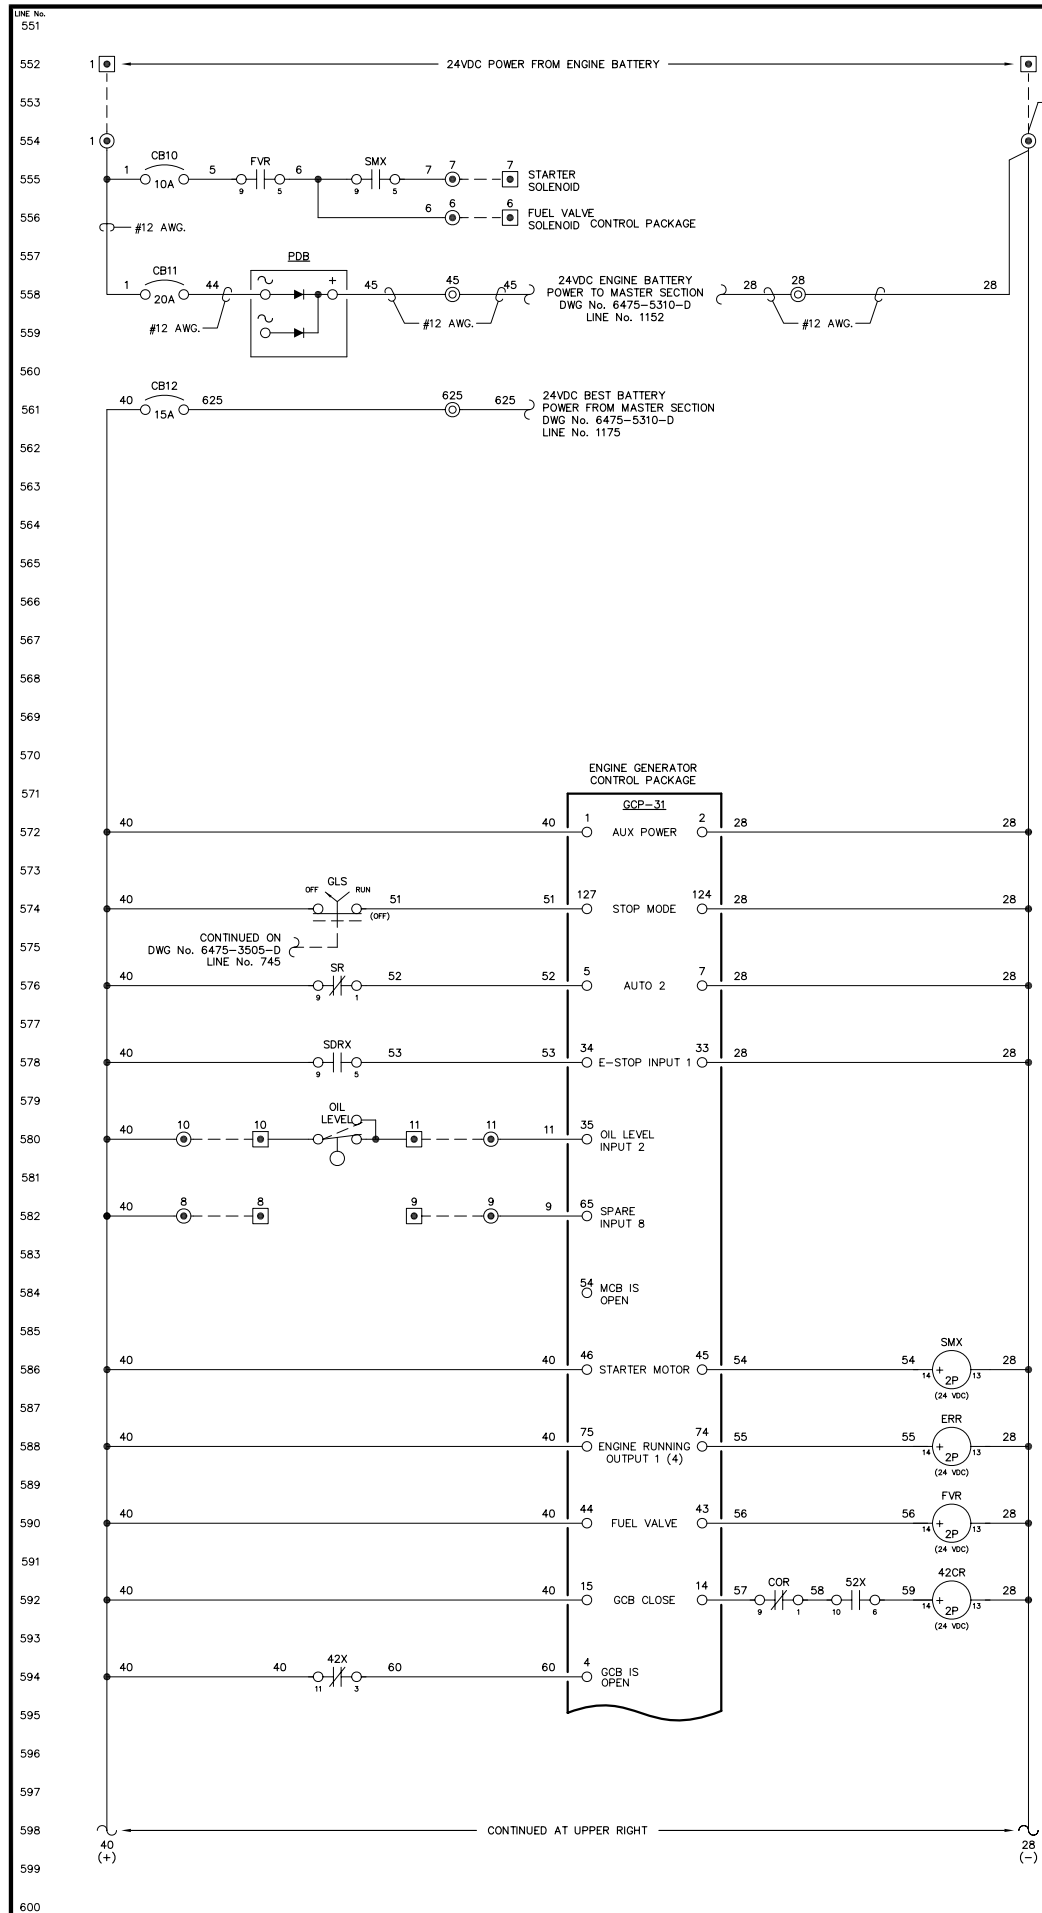 LINE No.
551
552 1 24VDC POWER FROM ENGINE BATTERY
553
554 1
CB10 FVR SMX
555 1 10A 5 9 5 6 9 5 7 7 7 STARTER
SOLENOID
556 6 6 6 FUEL VALVE
SOLENOID CONTROL PACKAGE
#12 AWG.
557
CB11 PDB
558 1 20A 44 + 45 45 45 24VDC ENGINE BATTERY
POWER TO MASTER SECTION
DWG No. 6475-5310-D
LINE No. 1152
28 28 28
#12 AWG. #12 AWG. #12 AWG.
559
560
CB12
561 40 15A 625 625 625 24VDC BEST BATTERY
POWER FROM MASTER SECTION
DWG No. 6475-5310-D
LINE No. 1175
562
563
564
565
566
567
568
569
570
ENGINE GENERATOR
CONTROL PACKAGE
571
GCP-31
572 40 40 1 AUX POWER 2 28 28
573
GLS
OFF RUN
574 40 51 51 127 STOP MODE 124 28 28
(OFF)
575
CONTINUED ON
DWG No. 6475-3505-D
LINE No. 745
SR
576 40 9 1 52 52 5 AUTO 2 7 28 28
577
SDRX
578 40 9 5 53 53 34 E-STOP INPUT 1 33 28 28
579
OIL
LEVEL
580 40 10 10 11 11 11 35 OIL LEVEL
INPUT 2
581
582 40 8 8 9 9 9 65 SPARE
INPUT 8
583
584 54 MCB IS
OPEN
585
SMX
586 40 40 46 STARTER MOTOR 45 54 54 14 + 2P 13 28
(24 VDC)
587
ERR
588 40 40 75 ENGINE RUNNING 74 55 55 14 + 2P 13 28
OUTPUT 1 (4)
(24 VDC)
589
FVR
590 40 40 44 FUEL VALVE 43 56 56 14 + 2P 13 28
(24 VDC)
591
COR 52X 42CR
592 40 40 15 GCB CLOSE 14 57 9 1 58 10 6 59 14 + 2P 13 28
(24 VDC)
593
42X
594 40 40 11 3 60 60 4 GCB IS
OPEN
595
596
597
598 CONTINUED AT UPPER RIGHT
40
(+)
28
(-)
599
600